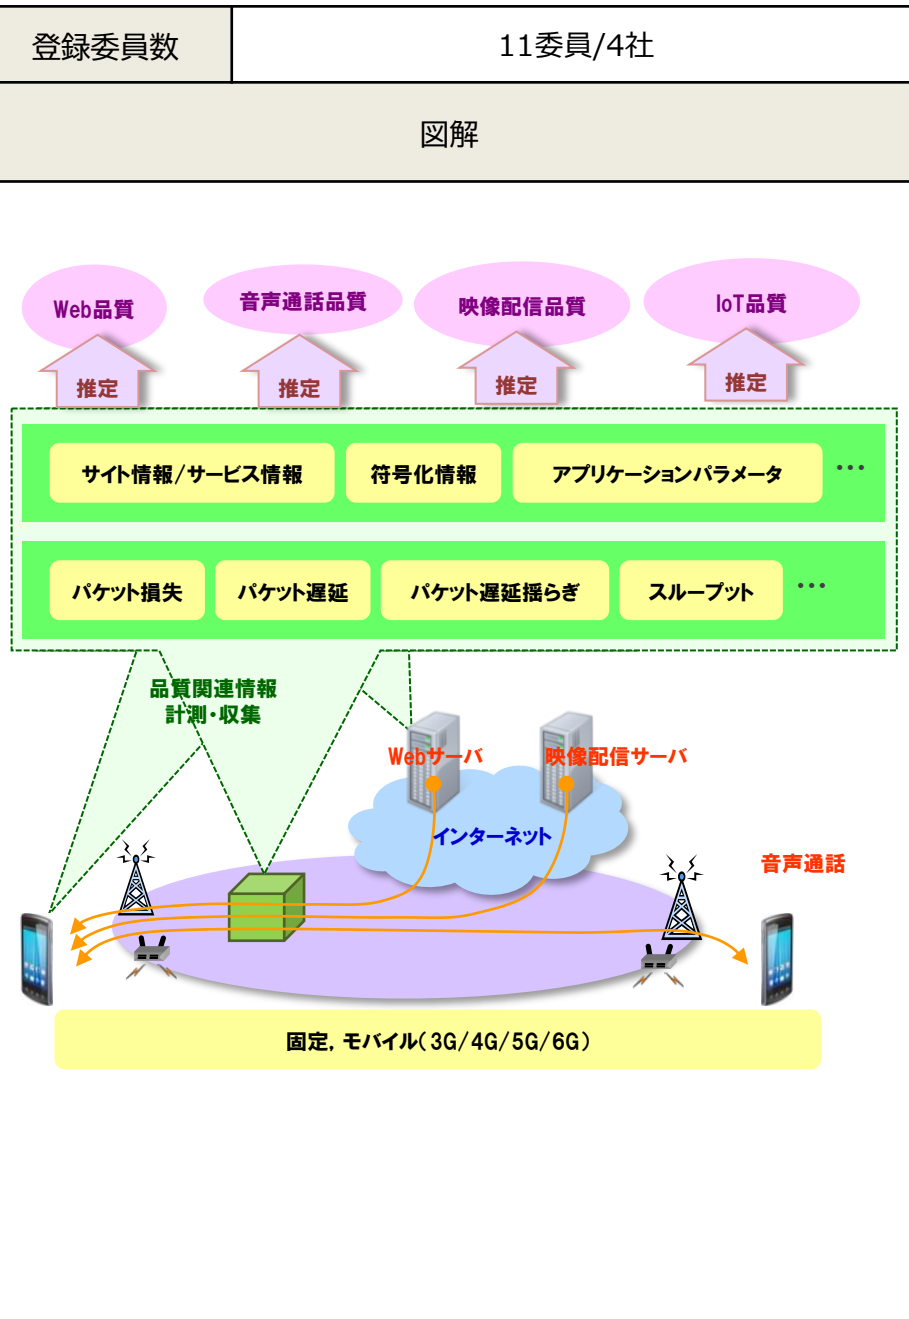 登録委員数
11委員/4社
図解
Web品質
音声通話品質
映像配信品質
IoT品質
推定
推定
推定
推定
サイト情報/サービス情報
符号化情報
アプリケーションパラメータ
…
パケット損失
パケット遅延
パケット遅延揺らぎ
スループット
…
品質関連情報
計測・収集
Webサーバ
映像配信サーバ
インターネット
音声通話
固定, モバイル(3G/4G/5G/6G)